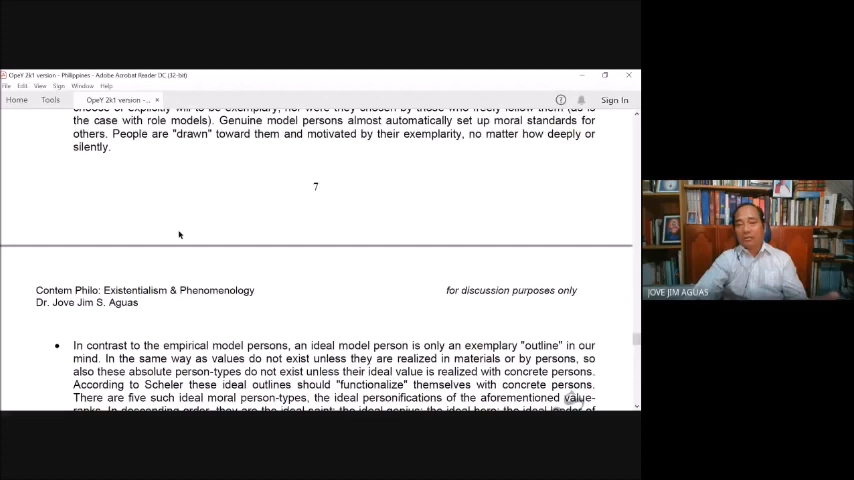 OpeY 2k1 version - Philippines - Adobe Acrobat Reader DC (32-bit)
File Edit View Sign Window Help
Home Tools OpeY 2k1 version -... × Sign In
choose or explicitly will to be exemplary, nor were they chosen by those who freely follow them (as is
the case with role models). Genuine model persons almost automatically set up moral standards for
others. People are "drawn" toward them and motivated by their exemplarity, no matter how deeply or
silently.
7
Contem Philo: Existentialism & Phenomenology for discussion purposes only
Dr. Jove Jim S. Aguas
• In contrast to the empirical model persons, an ideal model person is only an exemplary "outline" in our
mind. In the same way as values do not exist unless they are realized in materials or by persons, so
also these absolute person-types do not exist unless their ideal value is realized with concrete persons.
According to Scheler these ideal outlines should "functionalize" themselves with concrete persons.
There are five such ideal moral person-types, the ideal personifications of the aforementioned value-
ranks. In descending order, they are the ideal saint; the ideal genius; the ideal hero; the ideal leader of
JOVE JIM AGUAS